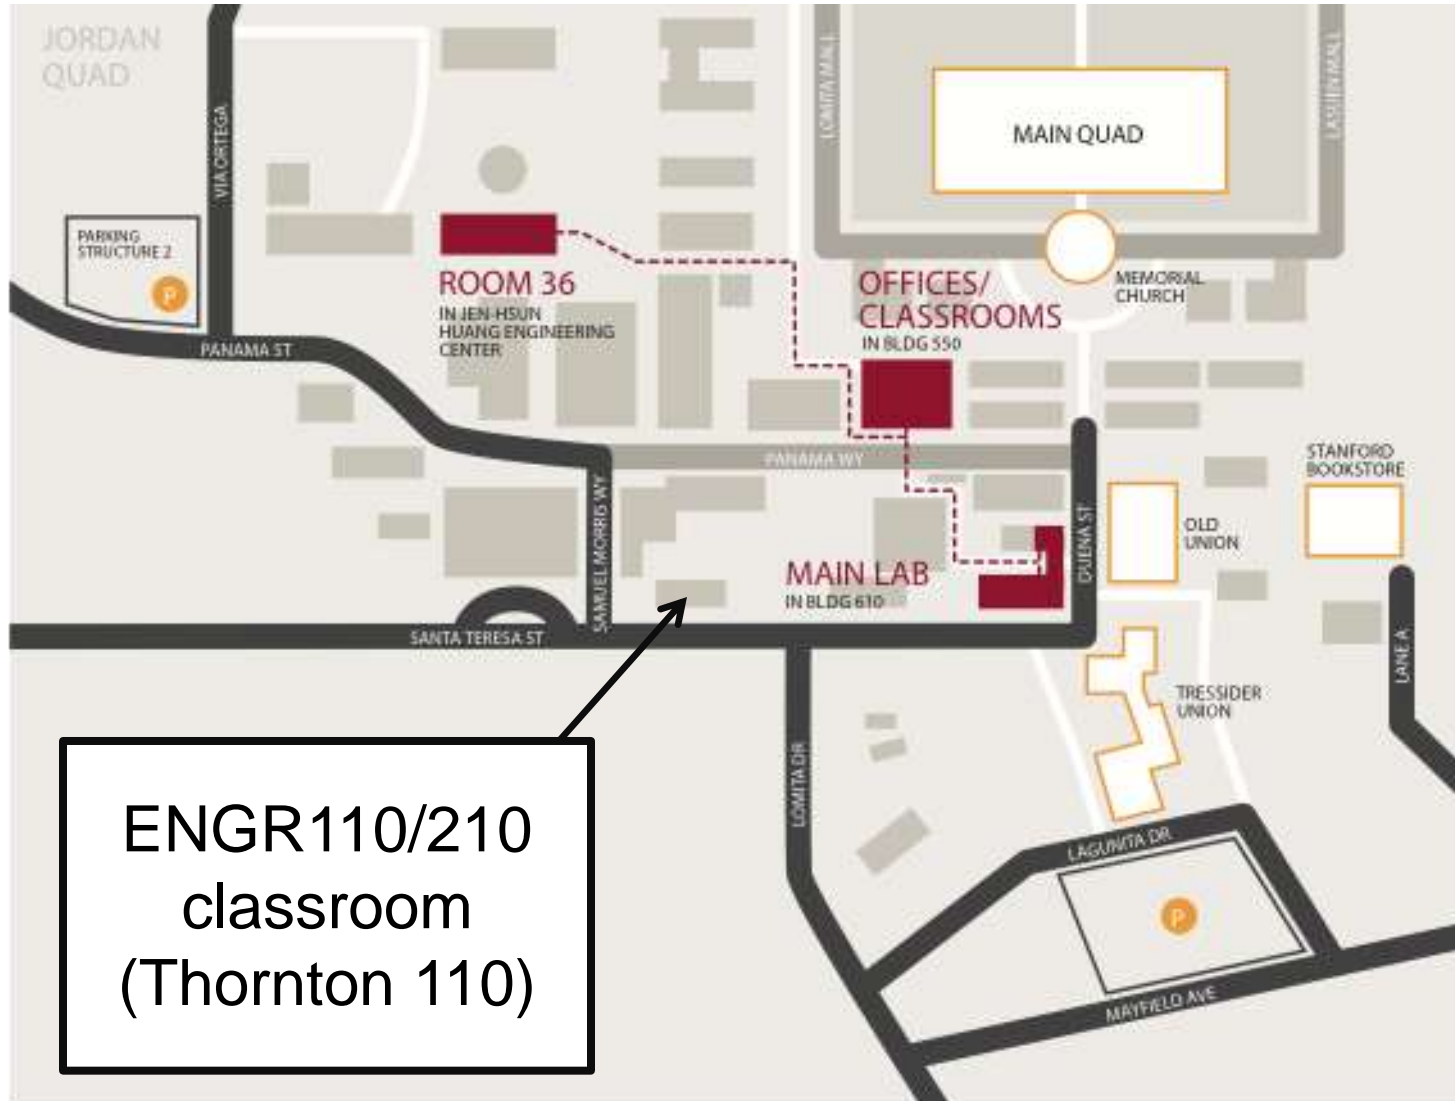 JORDAN
QUAD
VIA ORTEGA
LOMITA MALL
LASUEN MALL
MAIN QUAD
PARKING
STRUCTURE 2
P
ROOM 36
IN JEN-HSUN
HUANG ENGINEERING
CENTER
OFFICES/
CLASSROOMS
IN BLDG 550
MEMORIAL
CHURCH
PANAMA ST
PANAMA WY
STANFORD
BOOKSTORE
SAMUEL MORRIS WY
DUENA ST
OLD
UNION
MAIN LAB
IN BLDG 610
SANTA TERESA ST
LANE A
TRESSIDER
UNION
LOMITA DR
LAGUNITA DR
P
MAYFIELD AVE
ENGR110/210
classroom
(Thornton 110)